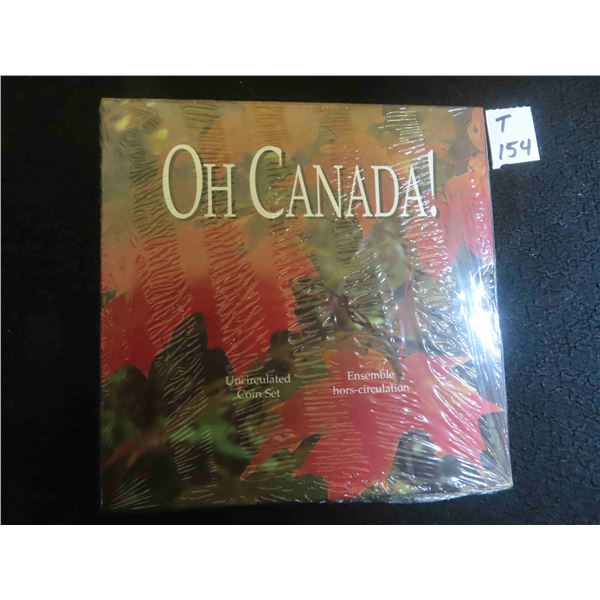 T
154
OH CANADA!
Uncirculated
Coin Set
Ensemble
hors-circulation